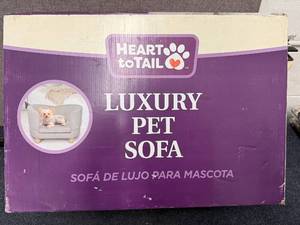 HEART
to TAIL
LUXURY
PET
SOFA
SOFÁ DE LUJO PARA MASCOTA